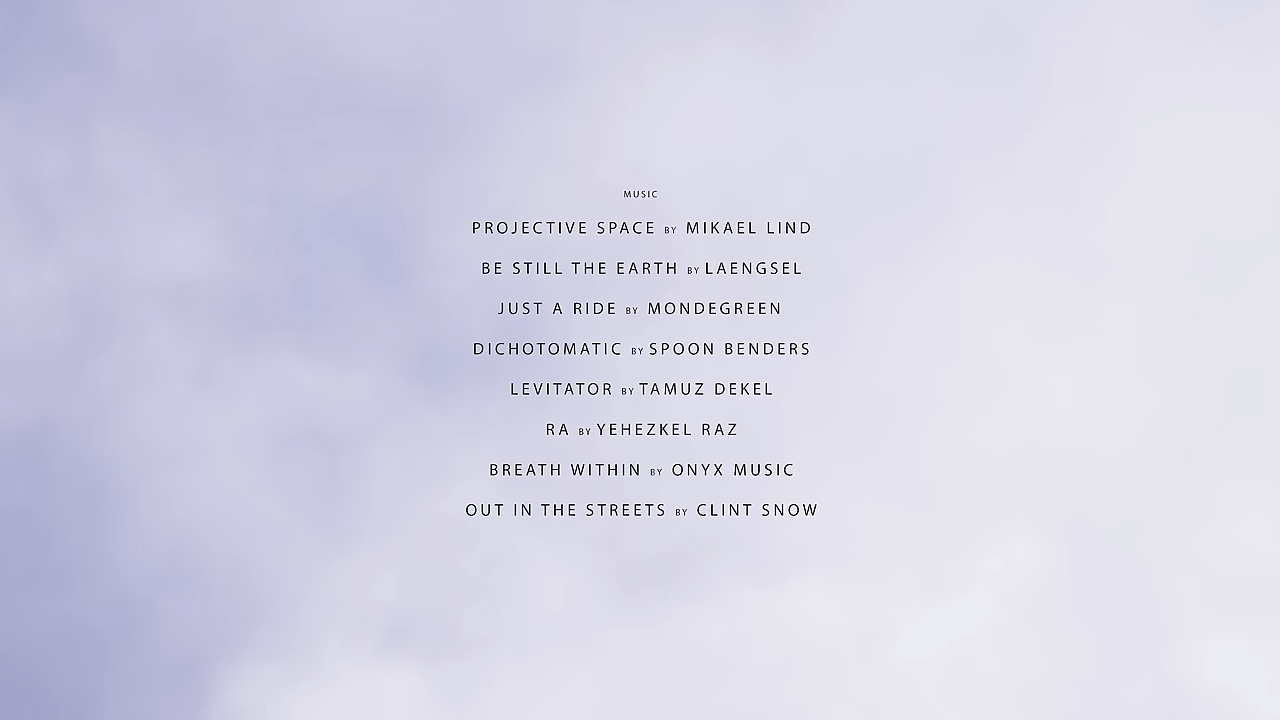 MUSIC
PROJECTIVE SPACE BY MIKAEL LIND
BE STILL THE EARTH BY LAENGSEL
JUST A RIDE BY MONDEGREEN
DICHOTOMATIC BY SPOON BENDERS
LEVITATOR BY TAMUZ DEKEL
RA BY YEHEZKEL RAZ
BREATH WITHIN BY ONYX MUSIC
OUT IN THE STREETS BY CLINT SNOW